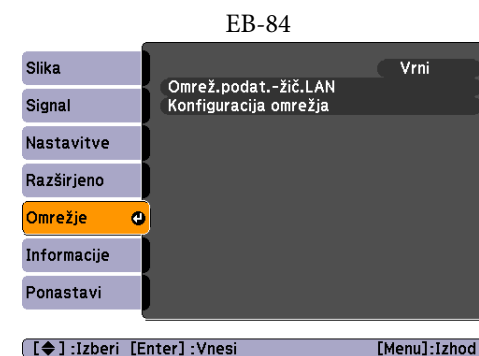 EB-84
Slika
Signal
Nastavitve
Razširjeno
Omrežje
Informacije
Ponastavi
Vrni
Omrež.podat.-žič.LAN
Konfiguracija omrežja
[◆] :Izberi [Enter] :Vnesi [Menu]:Izhod